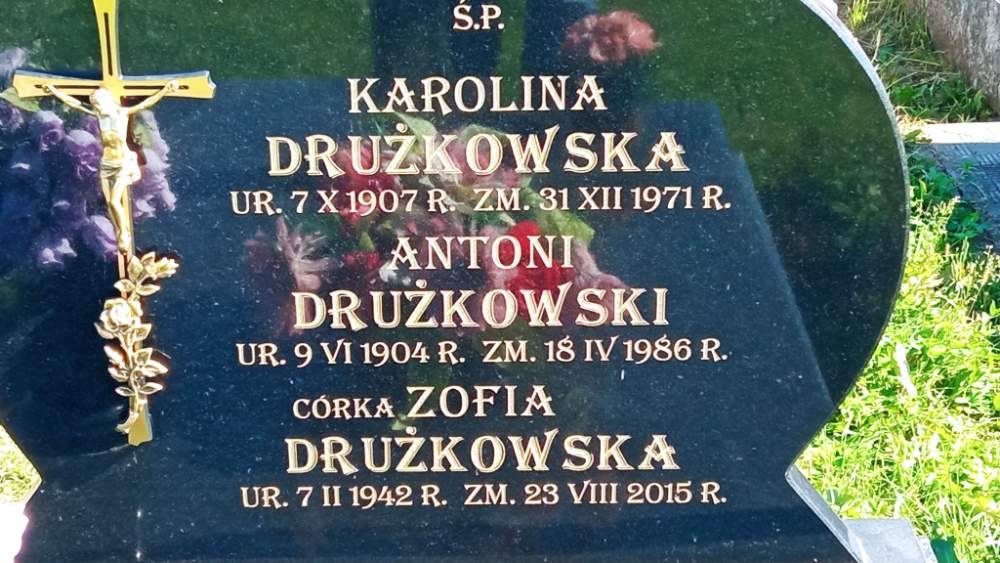 Ś.P.
KAROLINA
DRUŻKOWSKA
UR. 7 X 1907 R. ZM. 31 XII 1971 R.
ANTONI
DRUŻKOWSKI
UR. 9 VI 1904 R. ZM. 18 IV 1986 R.
CÓRKA ZOFIA
DRUŻKOWSKA
UR. 7 II 1942 R. ZM. 23 VIII 2015 R.